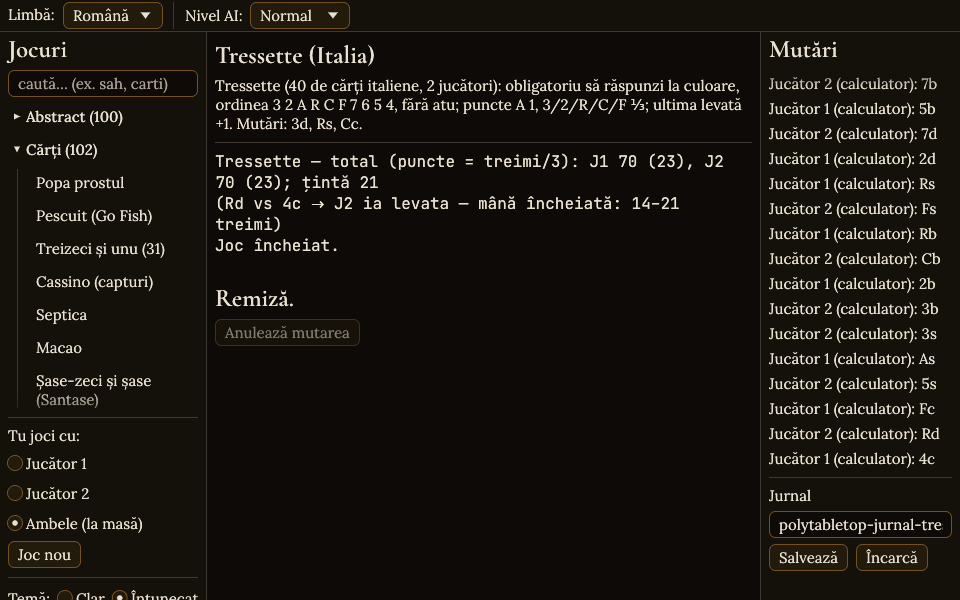 Limbă: Română ▼ Nivel AI: Normal ▼
Jocuri
caută... (ex. sah, carti)
▸ Abstract (100)
▾ Cărți (102)
Popa prostul
Pescuit (Go Fish)
Treizeci și unu (31)
Cassino (capturi)
Septica
Macao
Șase-zeci și șase
(Santase)
Tu joci cu:
Jucător 1
Jucător 2
Ambele (la masă)
Joc nou
Temă: Clar Întunecat
Tressette (Italia)
Tressette (40 de cărți italiene, 2 jucători): obligatoriu să răspunzi la culoare,
ordinea 3 2 A R C F 7 6 5 4, fără atu; puncte A 1, 3/2/R/C/F ⅓; ultima levată
+1. Mutări: 3d, Rs, Cc.
Tressette — total (puncte = treimi/3): J1 70 (23), J2
70 (23); țintă 21
(Rd vs 4c → J2 ia levata — mână încheiată: 14–21
treimi)
Joc încheiat.
Remiză.
Anulează mutarea
Mutări
Jucător 2 (calculator): 7b
Jucător 1 (calculator): 5b
Jucător 2 (calculator): 7d
Jucător 1 (calculator): 2d
Jucător 1 (calculator): Rs
Jucător 2 (calculator): Fs
Jucător 1 (calculator): Rb
Jucător 2 (calculator): Cb
Jucător 1 (calculator): 2b
Jucător 2 (calculator): 3b
Jucător 2 (calculator): 3s
Jucător 1 (calculator): As
Jucător 2 (calculator): 5s
Jucător 1 (calculator): Fc
Jucător 2 (calculator): Rd
Jucător 1 (calculator): 4c
Jurnal
polytabletop-jurnal-tre
Salvează Încarcă